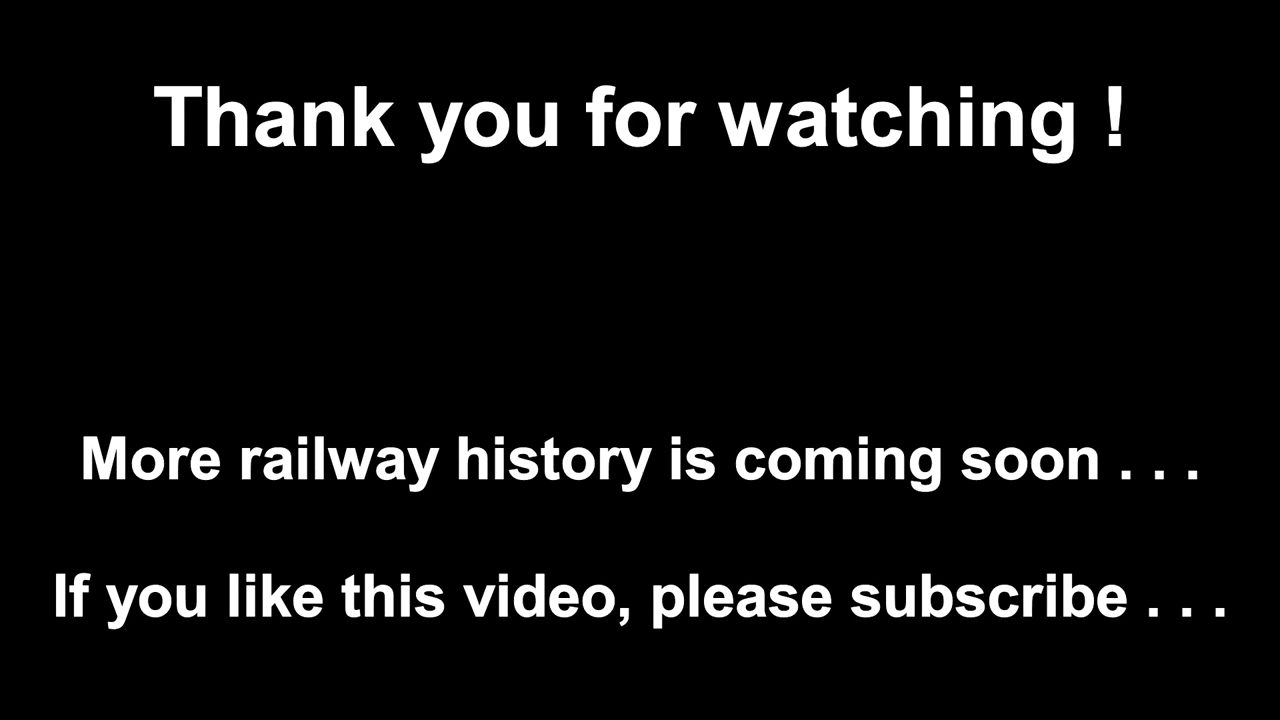 Thank you for watching !
More railway history is coming soon . . .
If you like this video, please subscribe . . .